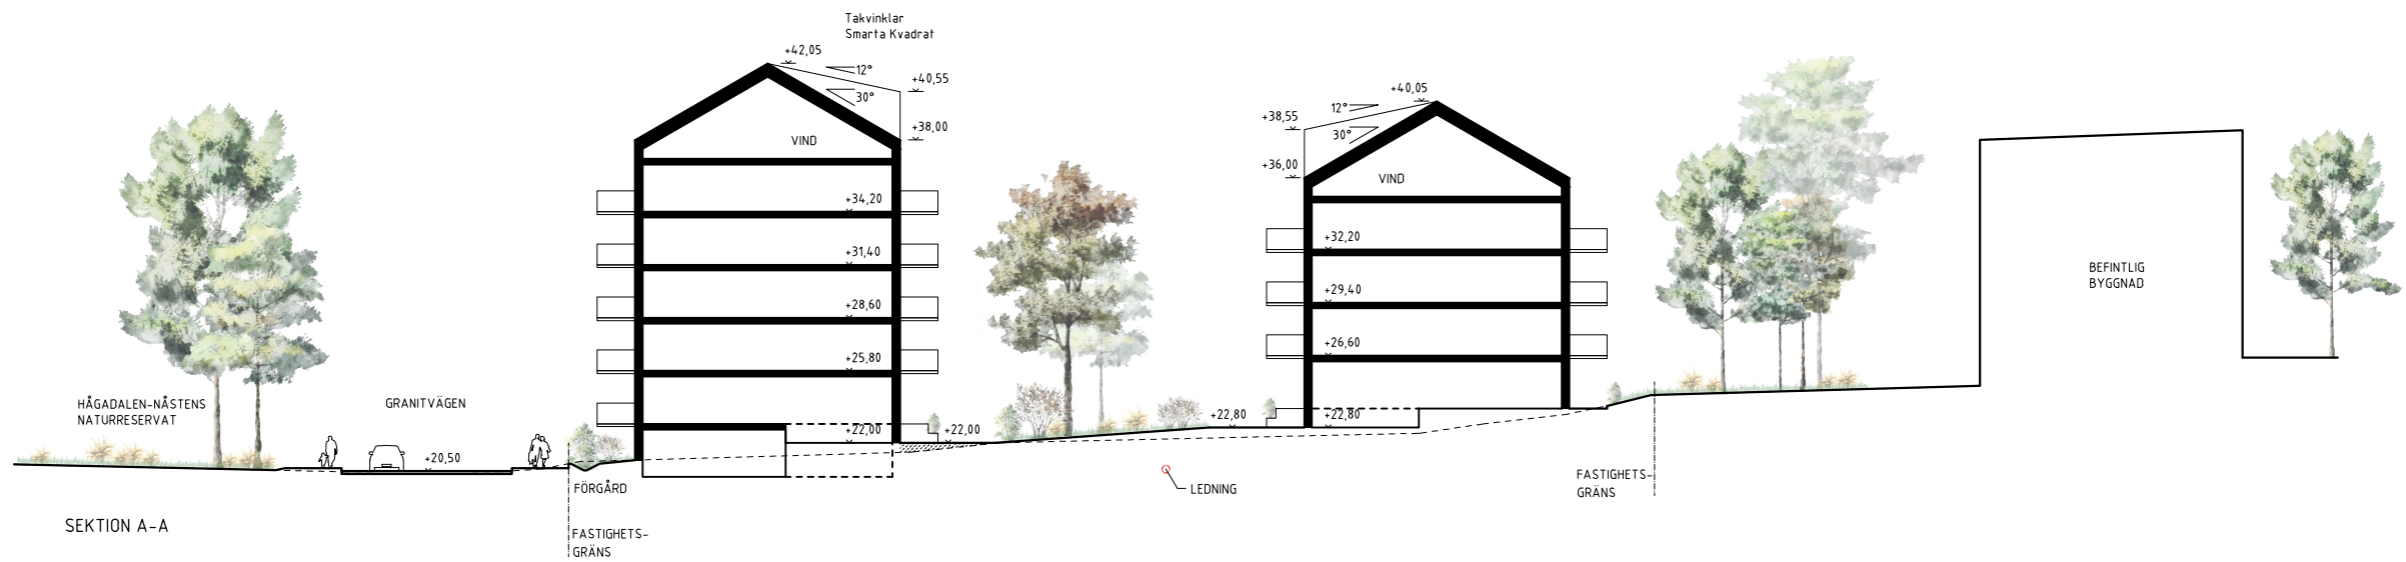 Takvinklar
Smarta Kvadrat
+42,05
12°
+40,55
30°
+38,00
VIND
+34,20
+31,40
+28,60
+25,80
+22,00
+22,00
+40,05
12°
+38,55
30°
+36,00
VIND
+32,20
+29,40
+26,60
+22,80
+22,80
BEFINTLIG
BYGGNAD
HÅGADALEN-NÅSTENS
NATURRESERVAT
GRANITVÄGEN
+20,50
FÖRGÅRD
LEDNING
FASTIGHETS-
GRÄNS
FASTIGHETS-
GRÄNS
SEKTION A-A